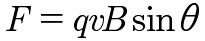 F = qvB sin θ